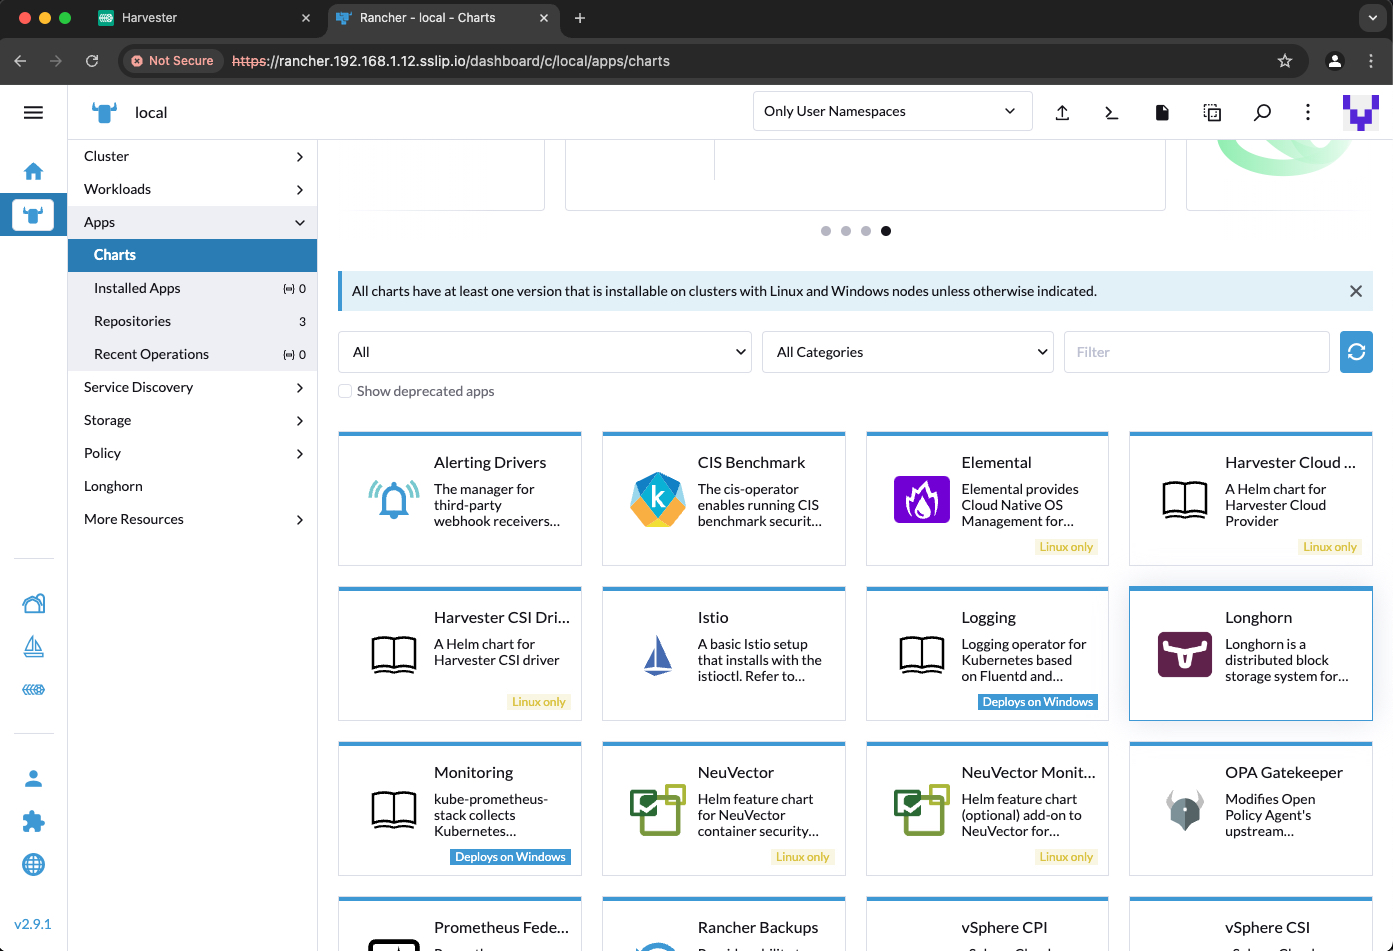 Harvester
Rancher - local - Charts
Not Secure
https://rancher.192.168.1.12.sslip.io/dashboard/c/local/apps/charts
local
Only User Namespaces
Cluster
Workloads
Apps
Charts
Installed Apps
0
Repositories
3
Recent Operations
0
Service Discovery
Storage
Policy
Longhorn
More Resources
v2.9.1
All charts have at least one version that is installable on clusters with Linux and Windows nodes unless otherwise indicated.
All
All Categories
Filter
Show deprecated apps
Alerting Drivers
The manager for
third-party
webhook receivers...
CIS Benchmark
The cis-operator
enables running CIS
benchmark securit...
Elemental
Elemental provides
Cloud Native OS
Management for...
Linux only
Harvester Cloud ...
A Helm chart for
Harvester Cloud
Provider
Linux only
Harvester CSI Dri...
A Helm chart for
Harvester CSI driver
Linux only
Istio
A basic Istio setup
that installs with the
istioctl. Refer to...
Logging
Logging operator for
Kubernetes based
on Fluentd and...
Deploys on Windows
Longhorn
Longhorn is a
distributed block
storage system for...
Monitoring
kube-prometheus-
stack collects
Kubernetes...
Deploys on Windows
NeuVector
Helm feature chart
for NeuVector
container security...
Linux only
NeuVector Monit...
Helm feature chart
(optional) add-on to
NeuVector for...
Linux only
OPA Gatekeeper
Modifies Open
Policy Agent's
upstream...
Prometheus Fede...
Rancher Backups
vSphere CPI
vSphere CSI